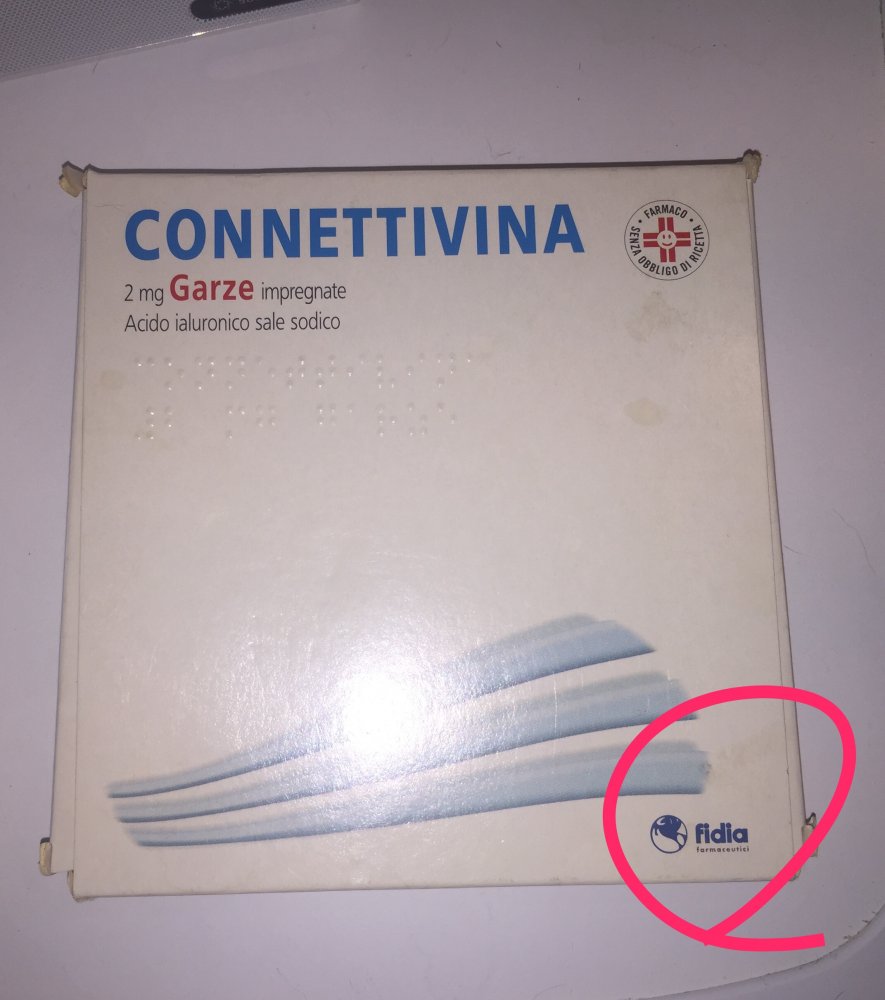 CONNETTIVINA
FARMACO • SENZA OBBLIGO DI RICETTA •
2 mg Garze impregnate
Acido ialuronico sale sodico
fidia
farmaceutici